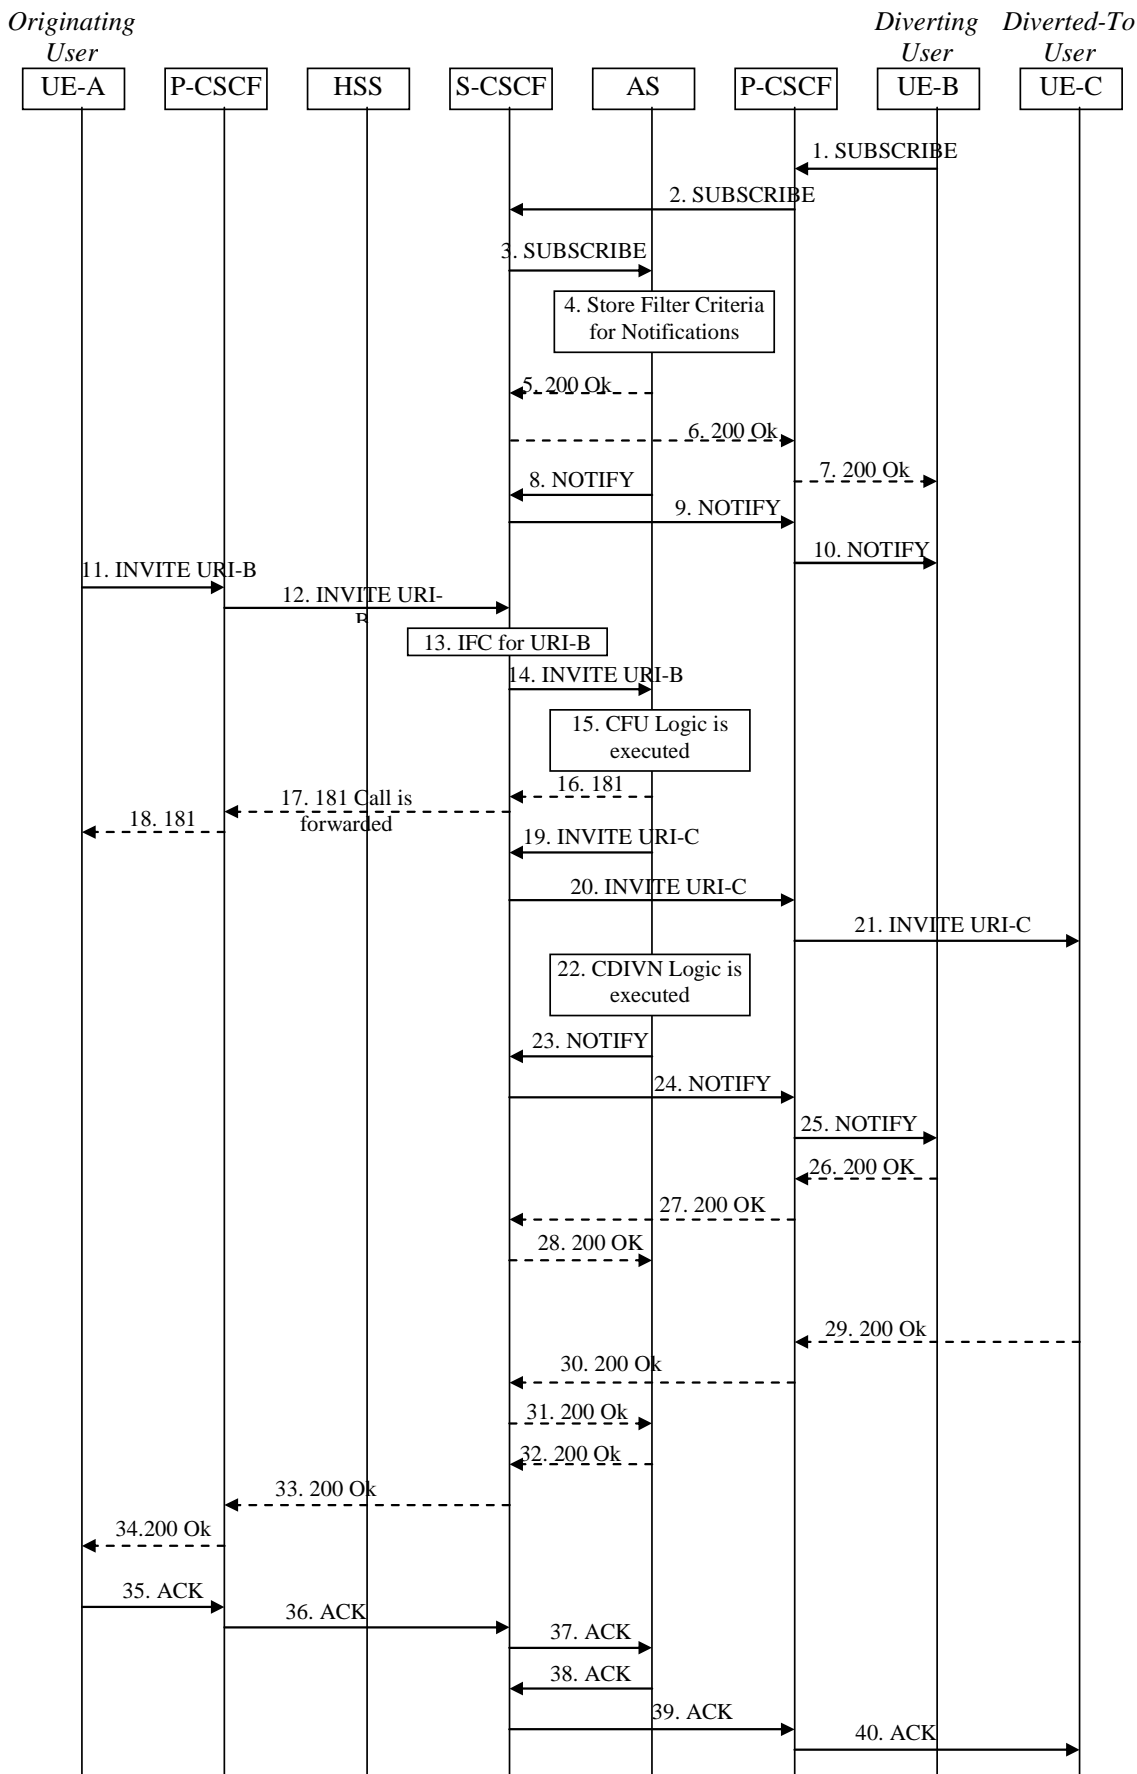 Originating
User
Diverting
User
Diverted-To
User
UE-A
P-CSCF
HSS
S-CSCF
AS
P-CSCF
UE-B
UE-C
1. SUBSCRIBE
2. SUBSCRIBE
3. SUBSCRIBE
4. Store Filter Criteria
for Notifications
5. 200 Ok
6. 200 Ok
7. 200 Ok
8. NOTIFY
9. NOTIFY
10. NOTIFY
11. INVITE URI-B
12. INVITE URI-
B
13. IFC for URI-B
14. INVITE URI-B
15. CFU Logic is
executed
16. 181
17. 181 Call is
forwarded
18. 181
19. INVITE URI-C
20. INVITE URI-C
21. INVITE URI-C
22. CDIVN Logic is
executed
23. NOTIFY
24. NOTIFY
25. NOTIFY
26. 200 OK
27. 200 OK
28. 200 OK
29. 200 Ok
30. 200 Ok
31. 200 Ok
32. 200 Ok
33. 200 Ok
34.200 Ok
35. ACK
36. ACK
37. ACK
38. ACK
39. ACK
40. ACK